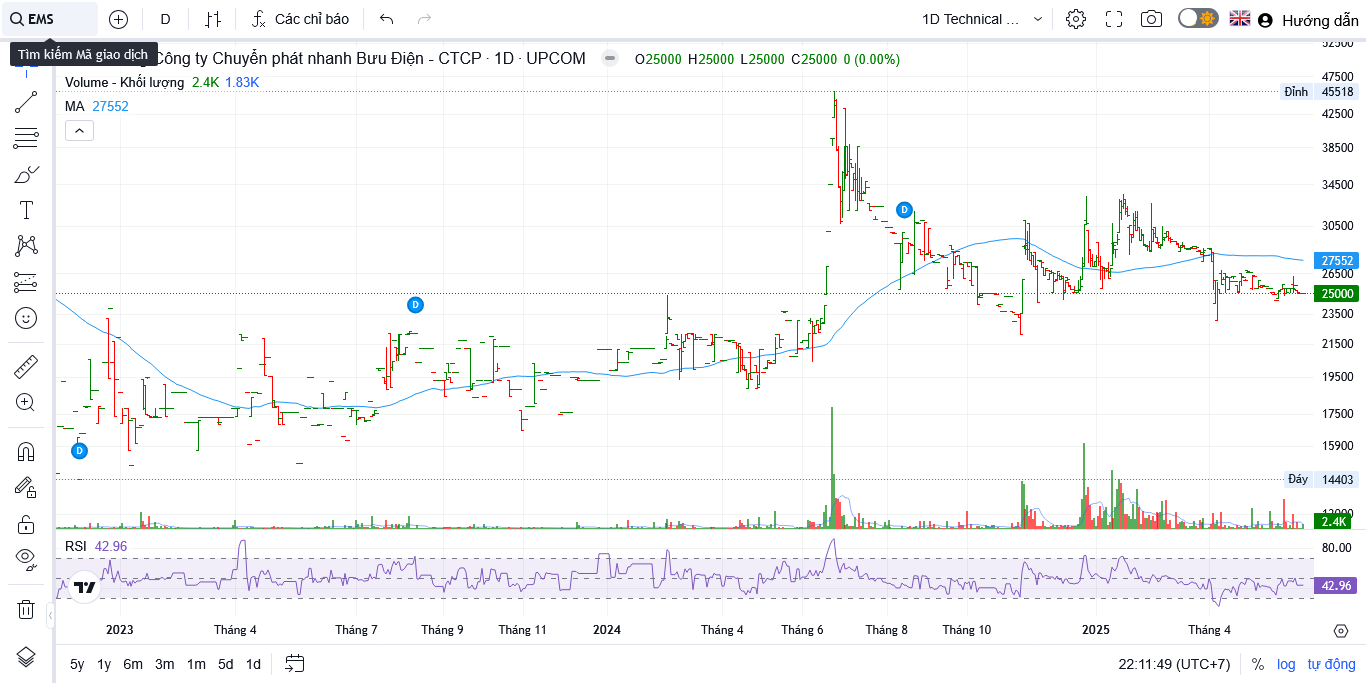 EMS
D
Các chỉ báo
1D Technical ...
Hướng dẫn
Tìm kiếm Mã giao dịch
Công ty Chuyển phát nhanh Bưu Điện - CTCP · 1D · UPCOM
O25000 H25000 L25000 C25000 0 (0.00%)
Volume - Khối lượng 2.4K 1.83K
MA 27552
52500
47500
Đỉnh 45518
42500
38500
34500
30500
27552
26500
25000
23500
21500
19500
17500
15900
Đáy 14403
2.4K
D
D
D
RSI 42.96
80.00
42.96
2023
Tháng 4
Tháng 7
Tháng 9
Tháng 11
2024
Tháng 4
Tháng 6
Tháng 8
Tháng 10
2025
Tháng 4
5y 1y 6m 3m 1m 5d 1d
22:11:49 (UTC+7)
% log tự động